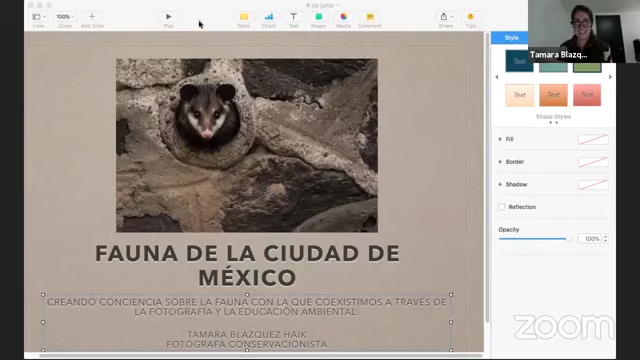 4 de junio
100%
View
Zoom
Add Slide
Play
Table
Chart
Text
Shape
Media
Comment
Share
Tips
Style
Text
Text
Text
Text
Shape Styles
Fill
Border
Shadow
Reflection
Opacity
100%
Tamara Blazq...
FAUNA DE LA CIUDAD DE
MÉXICO
CREANDO CONCIENCIA SOBRE LA FAUNA CON LA QUE COEXISTIMOS A TRAVÉS DE
LA FOTOGRAFÍA Y LA EDUCACIÓN AMBIENTAL.
TAMARA BLAZQUEZ HAIK
FOTÓGRAFA CONSERVACIONISTA
zoom